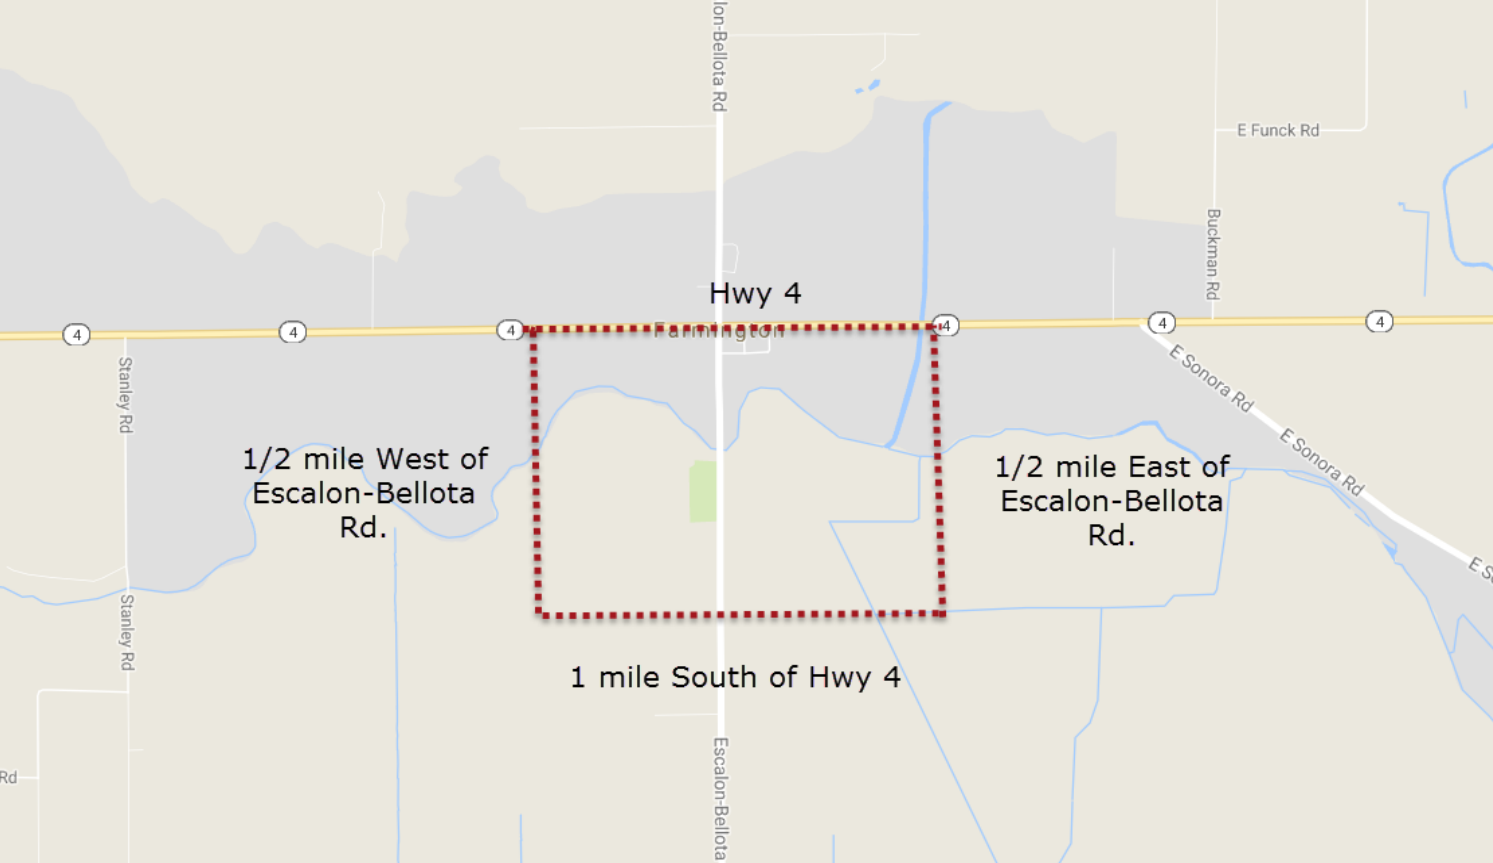 lon-Bellota Rd
E Funck Rd
Buckman Rd
Hwy 4
4
4
4
Farmington
4
4
4
Stanley Rd
E Sonora Rd
E Sonora Rd
1/2 mile West of
Escalon-Bellota
Rd.
1/2 mile East of
Escalon-Bellota
Rd.
E So
Stanley Rd
1 mile South of Hwy 4
Rd
Escalon-Bellota